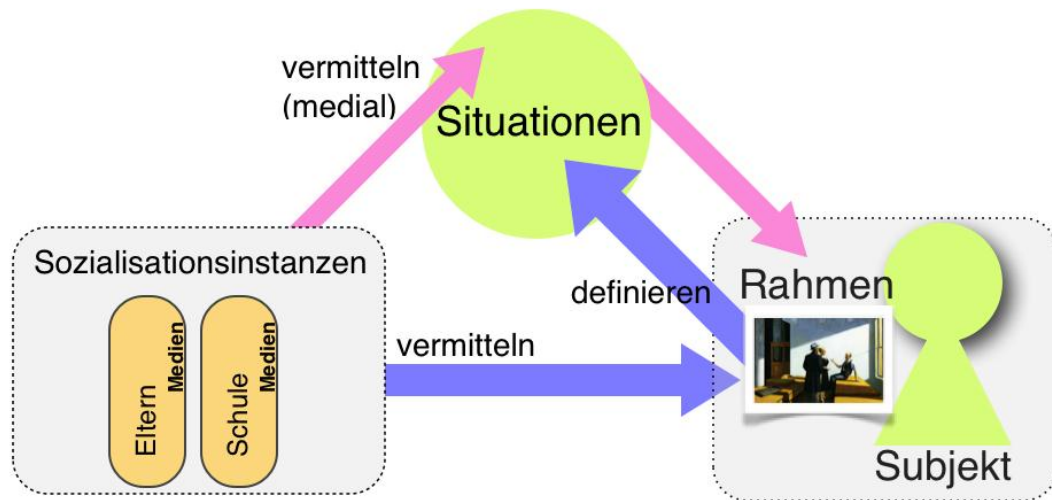 vermitteln
(medial)
Situationen
Sozialisationsinstanzen
Eltern
Medien
Schule
Medien
vermitteln
definieren
Rahmen
Subjekt